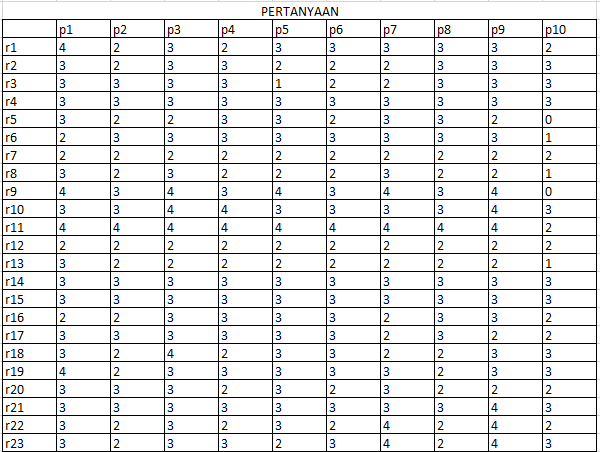 PERTANYAAN
p1 p2 p3 p4 p5 p6 p7 p8 p9 p10
r1 4 2 3 2 3 3 3 3 3 2
r2 3 2 3 3 2 2 2 3 3 3
r3 3 3 3 3 1 2 2 3 3 3
r4 3 3 3 3 3 3 3 3 3 3
r5 3 2 2 3 3 2 3 3 2 0
r6 2 3 3 3 3 3 3 3 3 1
r7 2 2 2 2 2 2 2 2 2 2
r8 3 2 3 2 2 2 3 2 2 1
r9 4 3 4 3 4 3 4 3 4 0
r10 3 3 4 4 3 3 3 3 4 3
r11 4 4 4 4 4 4 4 4 4 2
r12 2 2 2 2 2 2 2 2 2 2
r13 3 2 2 2 2 2 2 2 2 1
r14 3 3 3 3 3 3 3 3 3 3
r15 3 3 3 3 3 3 3 3 3 3
r16 2 2 3 3 3 3 2 3 3 2
r17 3 3 3 3 3 3 2 3 2 2
r18 3 2 4 2 3 3 2 2 3 3
r19 4 2 3 3 3 3 3 2 3 3
r20 3 3 3 2 3 2 3 2 2 2
r21 3 3 3 3 3 3 3 3 4 3
r22 3 2 3 2 3 2 4 2 4 2
r23 3 2 3 3 2 3 4 2 4 3